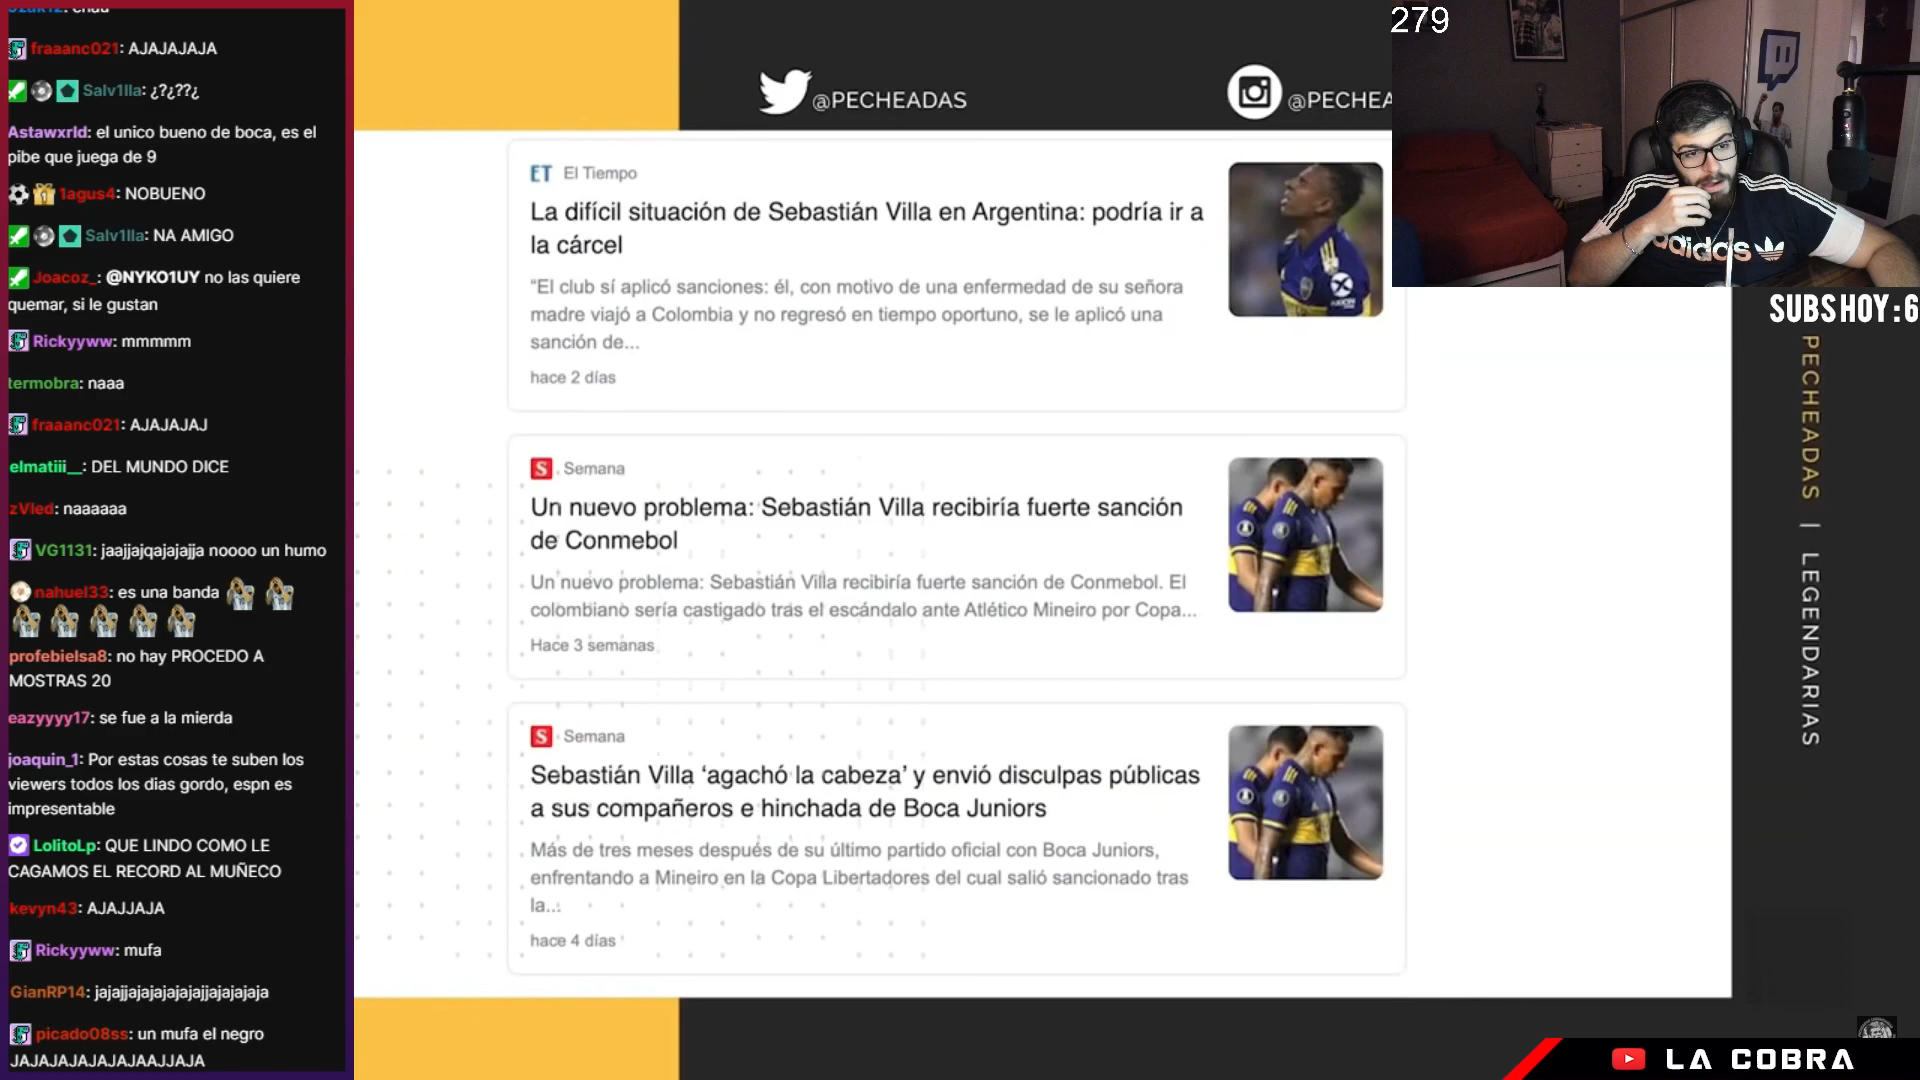 fraaanc021: AJAJAJAJA
Salv1lla: ¿?¿??¿
Astawxrld: el unico bueno de boca, es el
pibe que juega de 9
1agus4: NOBUENO
Salv1lla: NA AMIGO
Joacoz_: @NYKO1UY no las quiere
quemar, si le gustan
Rickyyww: mmmmm
termobra: naaa
fraaanc021: AJAJAJAJ
elmatiii__: DEL MUNDO DICE
zVled: naaaaaa
VG1131: jaajjajqajajajja noooo un humo
nahuel33: es una banda
profebielsa8: no hay PROCEDO A
MOSTRAS 20
eazyyyy17: se fue a la mierda
joaquin_1: Por estas cosas te suben los
viewers todos los dias gordo, espn es
impresentable
LolitoLp: QUE LINDO COMO LE
CAGAMOS EL RECORD AL MUÑECO
kevyn43: AJAJJAJA
Rickyyww: mufa
GianRP14: jajajjajajajajajjajajajaja
picado08ss: un mufa el negro
JAJAJAJAJAJAJAAJJAJA
@PECHEADAS
@PECHEA
ET El Tiempo
La difícil situación de Sebastián Villa en Argentina: podría ir a
la cárcel
“El club sí aplicó sanciones: él, con motivo de una enfermedad de su señora
madre viajó a Colombia y no regresó en tiempo oportuno, se le aplicó una
sanción de...
hace 2 días
S Semana
Un nuevo problema: Sebastián Villa recibiría fuerte sanción
de Conmebol
Un nuevo problema: Sebastián Villa recibiría fuerte sanción de Conmebol. El
colombiano sería castigado tras el escándalo ante Atlético Mineiro por Copa...
Hace 3 semanas
S Semana
Sebastián Villa ‘agachó la cabeza’ y envió disculpas públicas
a sus compañeros e hinchada de Boca Juniors
Más de tres meses después de su último partido oficial con Boca Juniors,
enfrentando a Mineiro en la Copa Libertadores del cual salió sancionado tras
la...
hace 4 días
279
adidas
SUBS HOY:6
PECHEADAS | LEGENDARIAS
LA COBRA